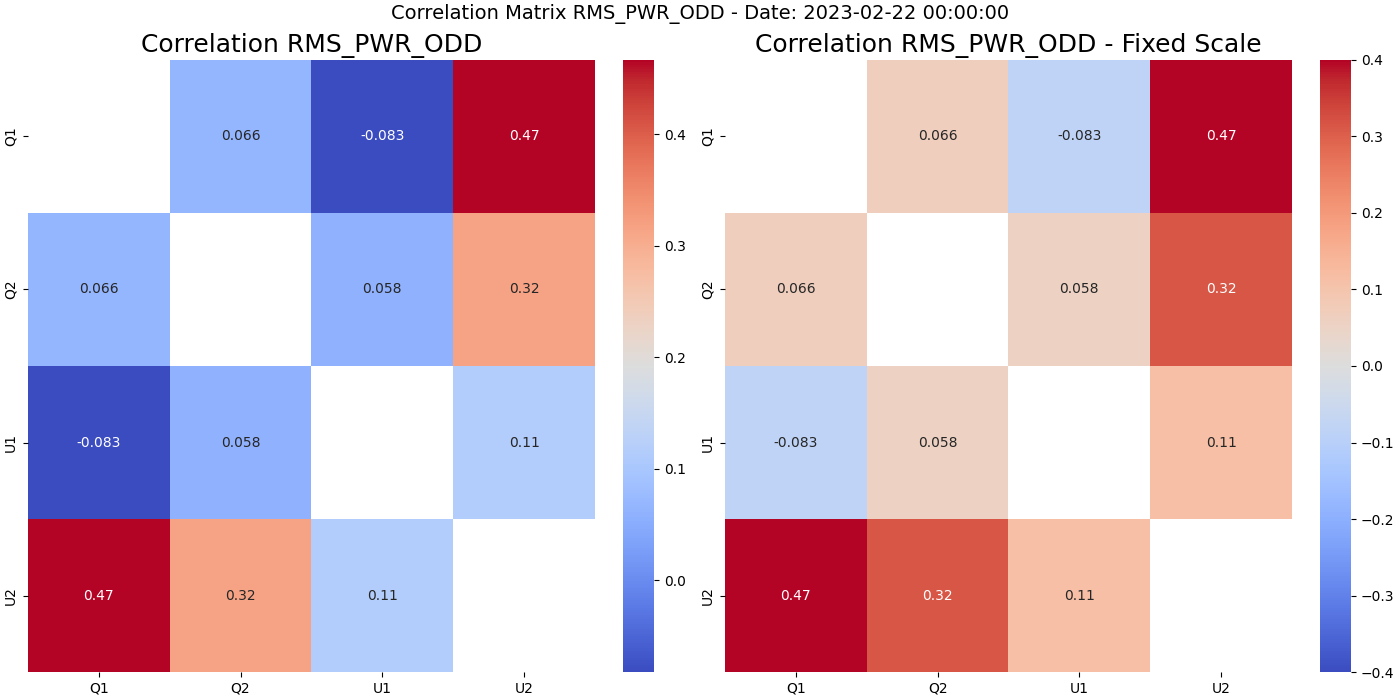 Correlation Matrix RMS_PWR_ODD - Date: 2023-02-22 00:00:00
Correlation RMS_PWR_ODD
Q1
0.066
-0.083
0.47
Q2
0.066
0.058
0.32
U1
-0.083
0.058
0.11
U2
0.47
0.32
0.11
Q1
Q2
U1
U2
0.4
0.3
0.2
0.1
0.0
Correlation RMS_PWR_ODD - Fixed Scale
Q1
0.066
-0.083
0.47
Q2
0.066
0.058
0.32
U1
-0.083
0.058
0.11
U2
0.47
0.32
0.11
Q1
Q2
U1
U2
0.4
0.3
0.2
0.1
0.0
−0.1
−0.2
−0.3
−0.4